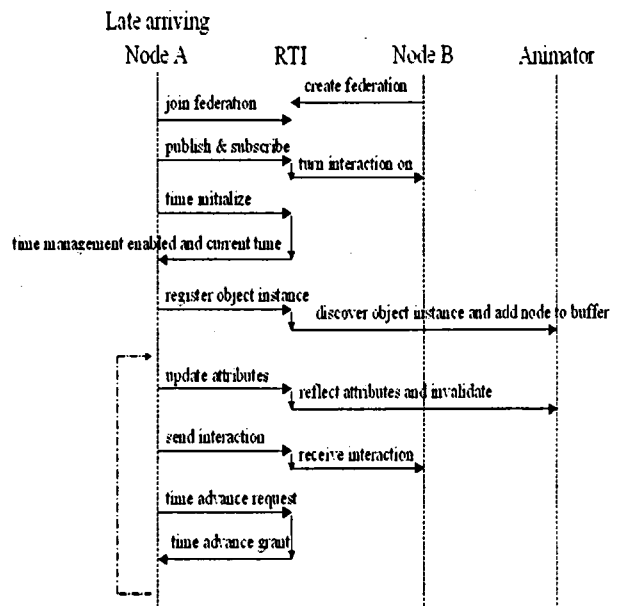 Late arriving
Node A RTI Node B Animator
create federation
join federation
publish & subscribe
turn interaction on
time initialize
time management enabled and current time
register object instance
discover object instance and add node to buffer
update attributes
reflect attributes and invalidate
send interaction
receive interaction
time advance request
time advance grant